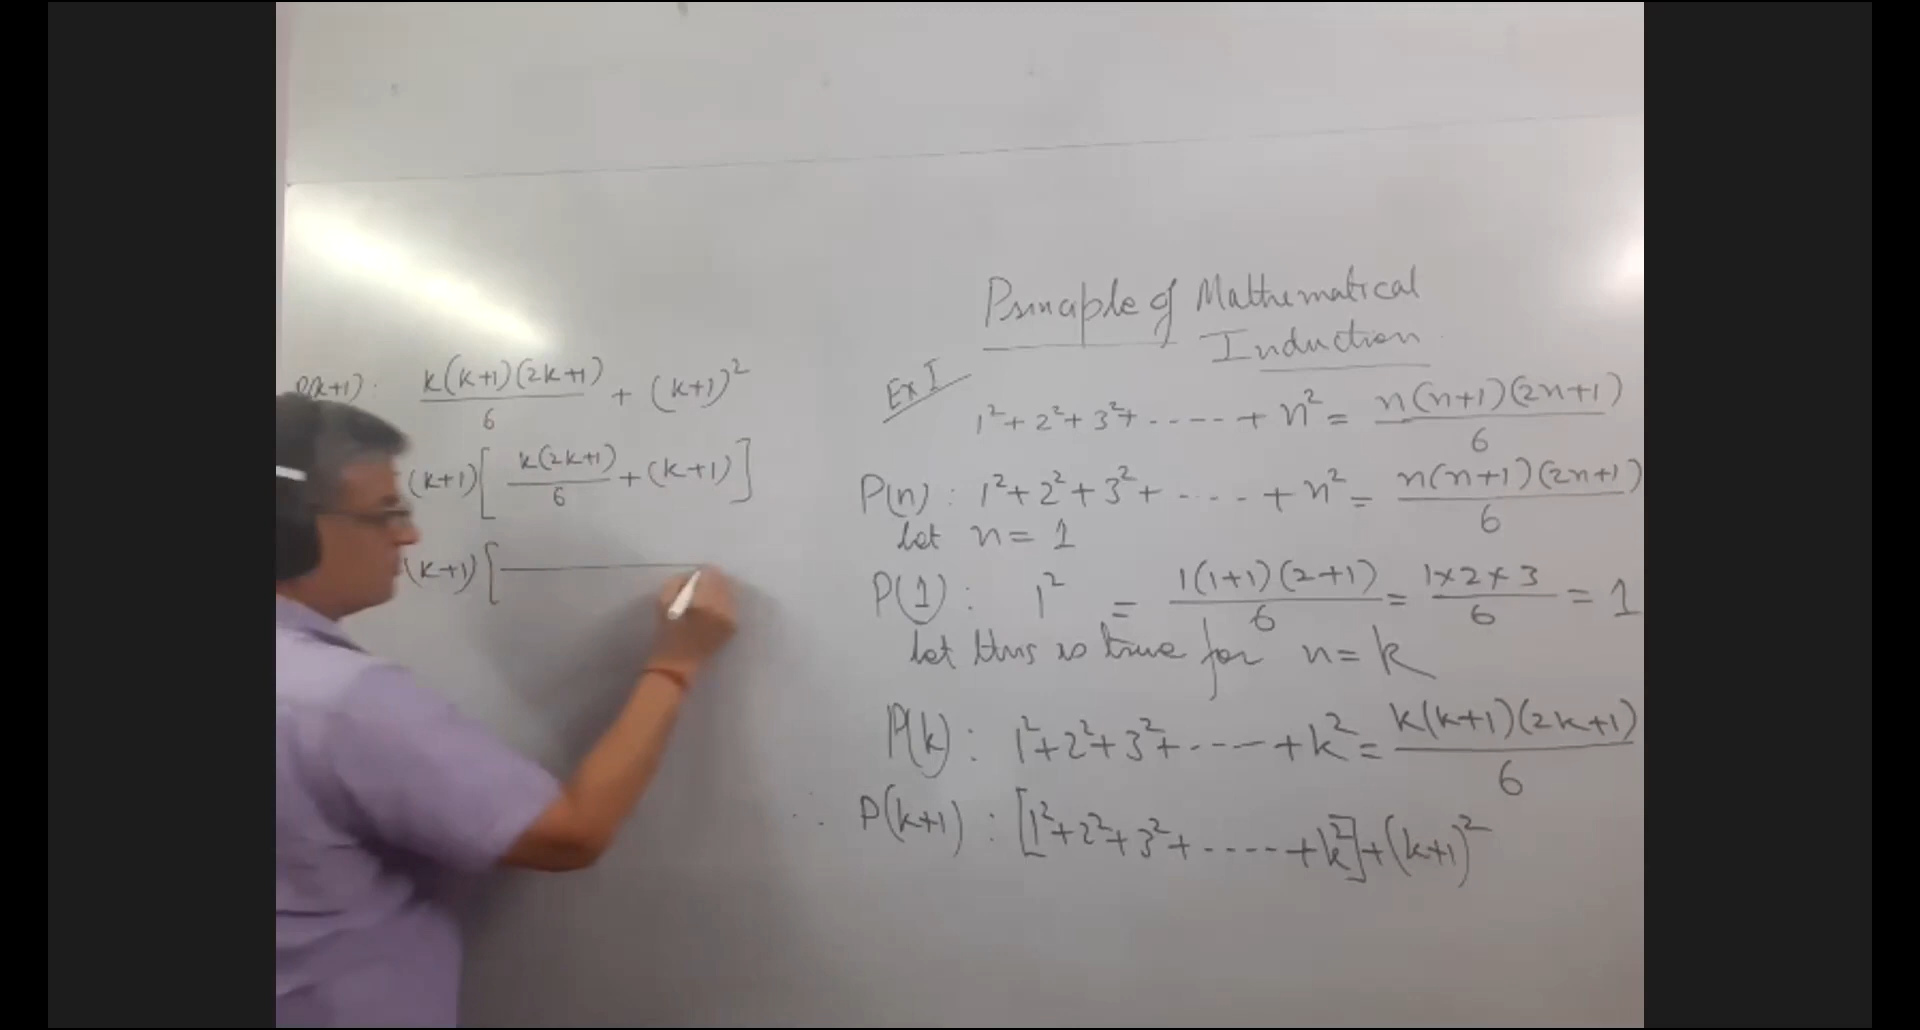 Principle of Mathematical
Induction
Ex I
1²+2²+3²+.....+n²= n(n+1)(2n+1)/6
P(n): 1²+2²+3²+....+n²= n(n+1)(2n+1)/6
let n=1
P(1): 1² = 1(1+1)(2+1)/6 = 1×2×3/6 = 1
let this is true for n=k
P(k): 1²+2²+3²+.....+k²= k(k+1)(2k+1)/6
∴ P(k+1): [1²+2²+3²+.....+k²]+(k+1)²
P(k+1): k(k+1)(2k+1)/6 + (k+1)²
(k+1)[k(2k+1)/6+(k+1)]
(k+1)[